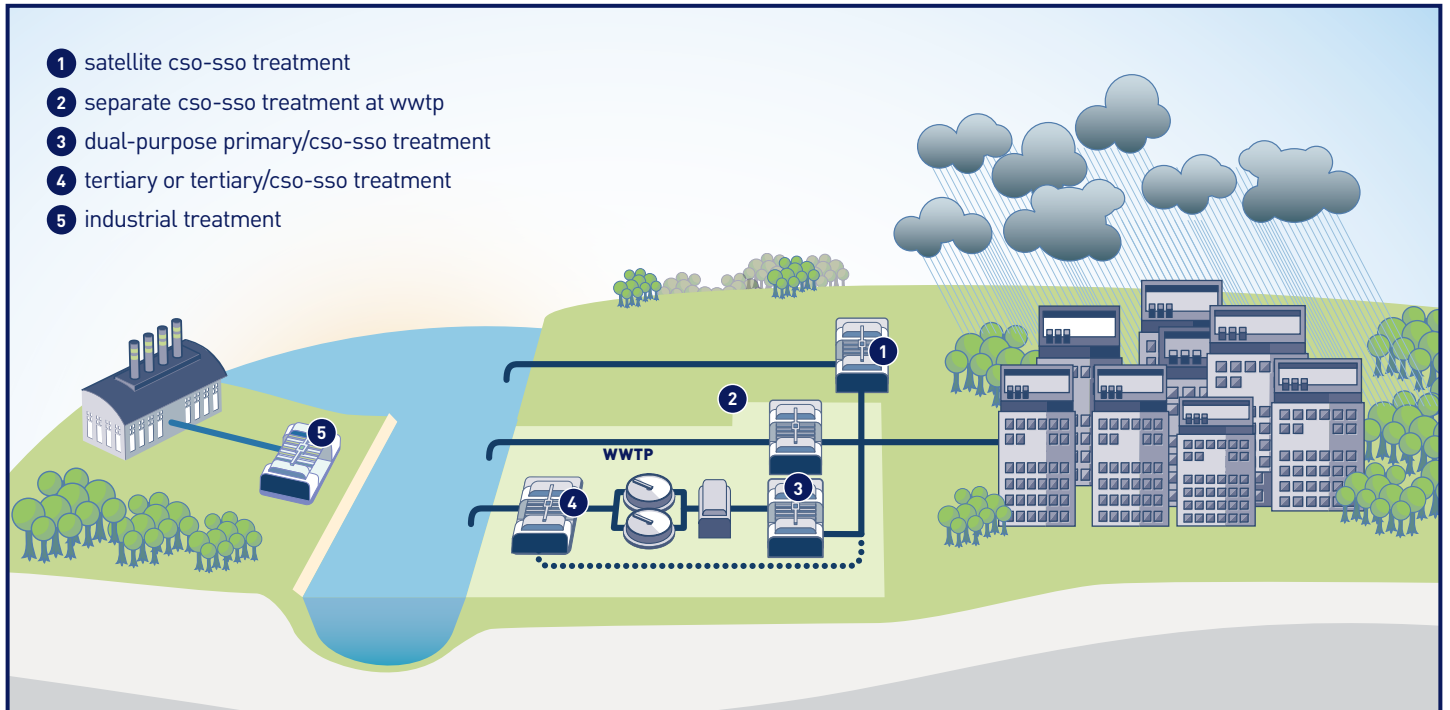 1 satellite cso-sso treatment
2 separate cso-sso treatment at wwtp
3 dual-purpose primary/cso-sso treatment
4 tertiary or tertiary/cso-sso treatment
5 industrial treatment
1
2
5
WWTP
3
4